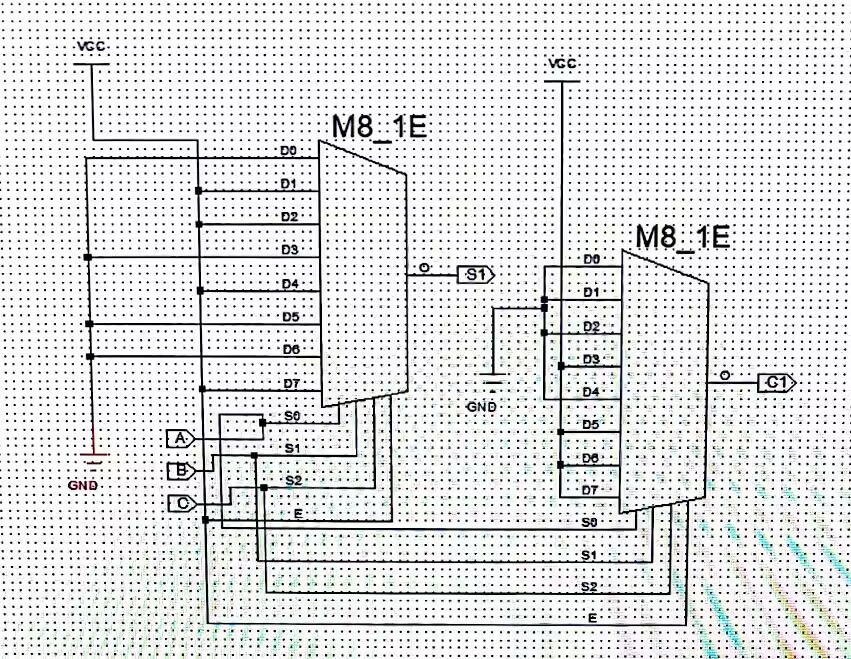 VCC
VCC
M8_1E
D0
D1
D2
D3
D4
D5
D6
D7
S0
S1
S2
E
O
S1
A
B
C
GND
M8_1E
D0
D1
D2
D3
D4
D5
D6
D7
S0
S1
S2
E
O
C1
GND